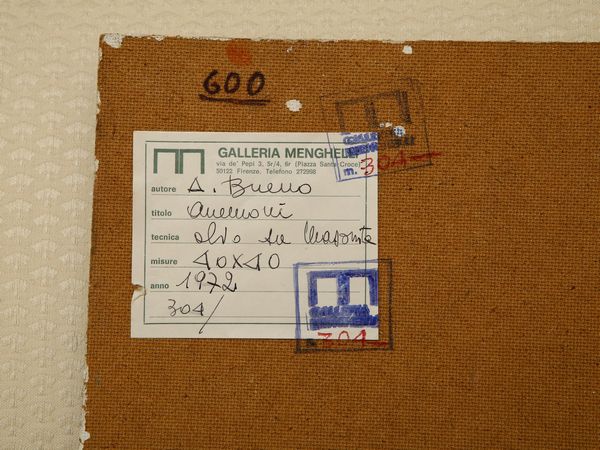 600
GALLERIA MENGHELLI
via de' Pepi 3, 5r/4, 6r (Piazza Santa Croce)
50122 Firenze. Telefono 272998
m. 304
autore A. Bueno
titolo anemoni
tecnica olio su masonite
misure 40X40
anno 1972
304/
304